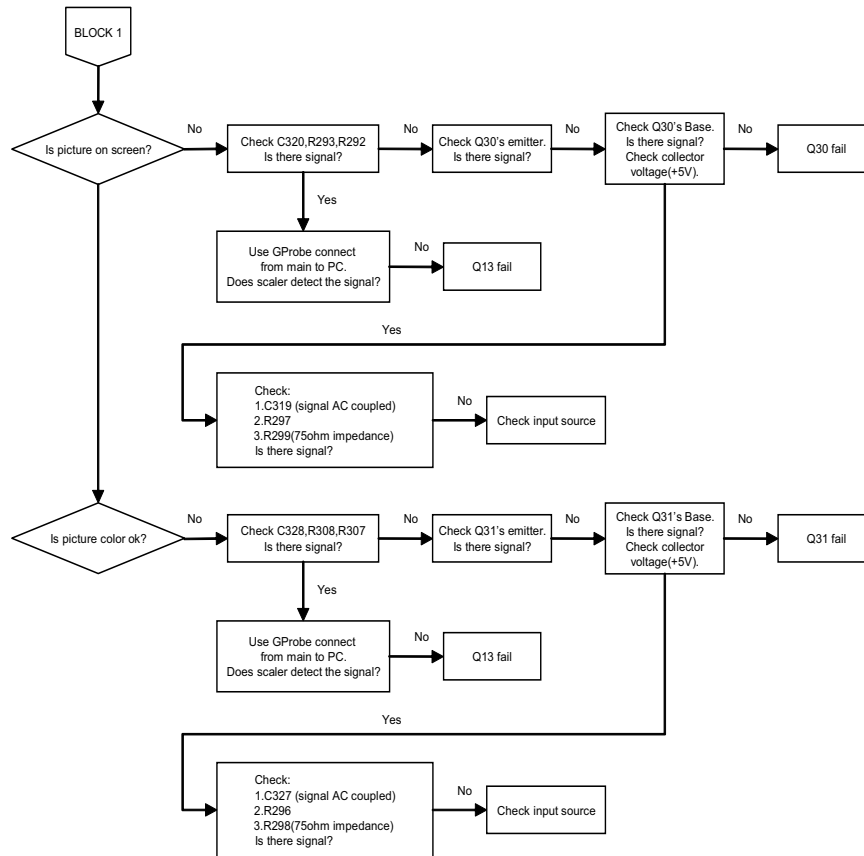 BLOCK 1
Is picture on screen?
No
Check C320,R293,R292
Is there signal?
No
Check Q30's emitter.
Is there signal?
No
Check Q30's Base.
Is there signal?
Check collector
voltage(+5V).
No
Q30 fail
Yes
Use GProbe connect
from main to PC.
Does scaler detect the signal?
No
Q13 fail
Yes
Check:
1.C319 (signal AC coupled)
2.R297
3.R299(75ohm impedance)
Is there signal?
No
Check input source
Is picture color ok?
No
Check C328,R308,R307
Is there signal?
No
Check Q31's emitter.
Is there signal?
No
Check Q31's Base.
Is there signal?
Check collector
voltage(+5V).
No
Q31 fail
Yes
Use GProbe connect
from main to PC.
Does scaler detect the signal?
No
Q13 fail
Yes
Check:
1.C327 (signal AC coupled)
2.R296
3.R298(75ohm impedance)
Is there signal?
No
Check input source